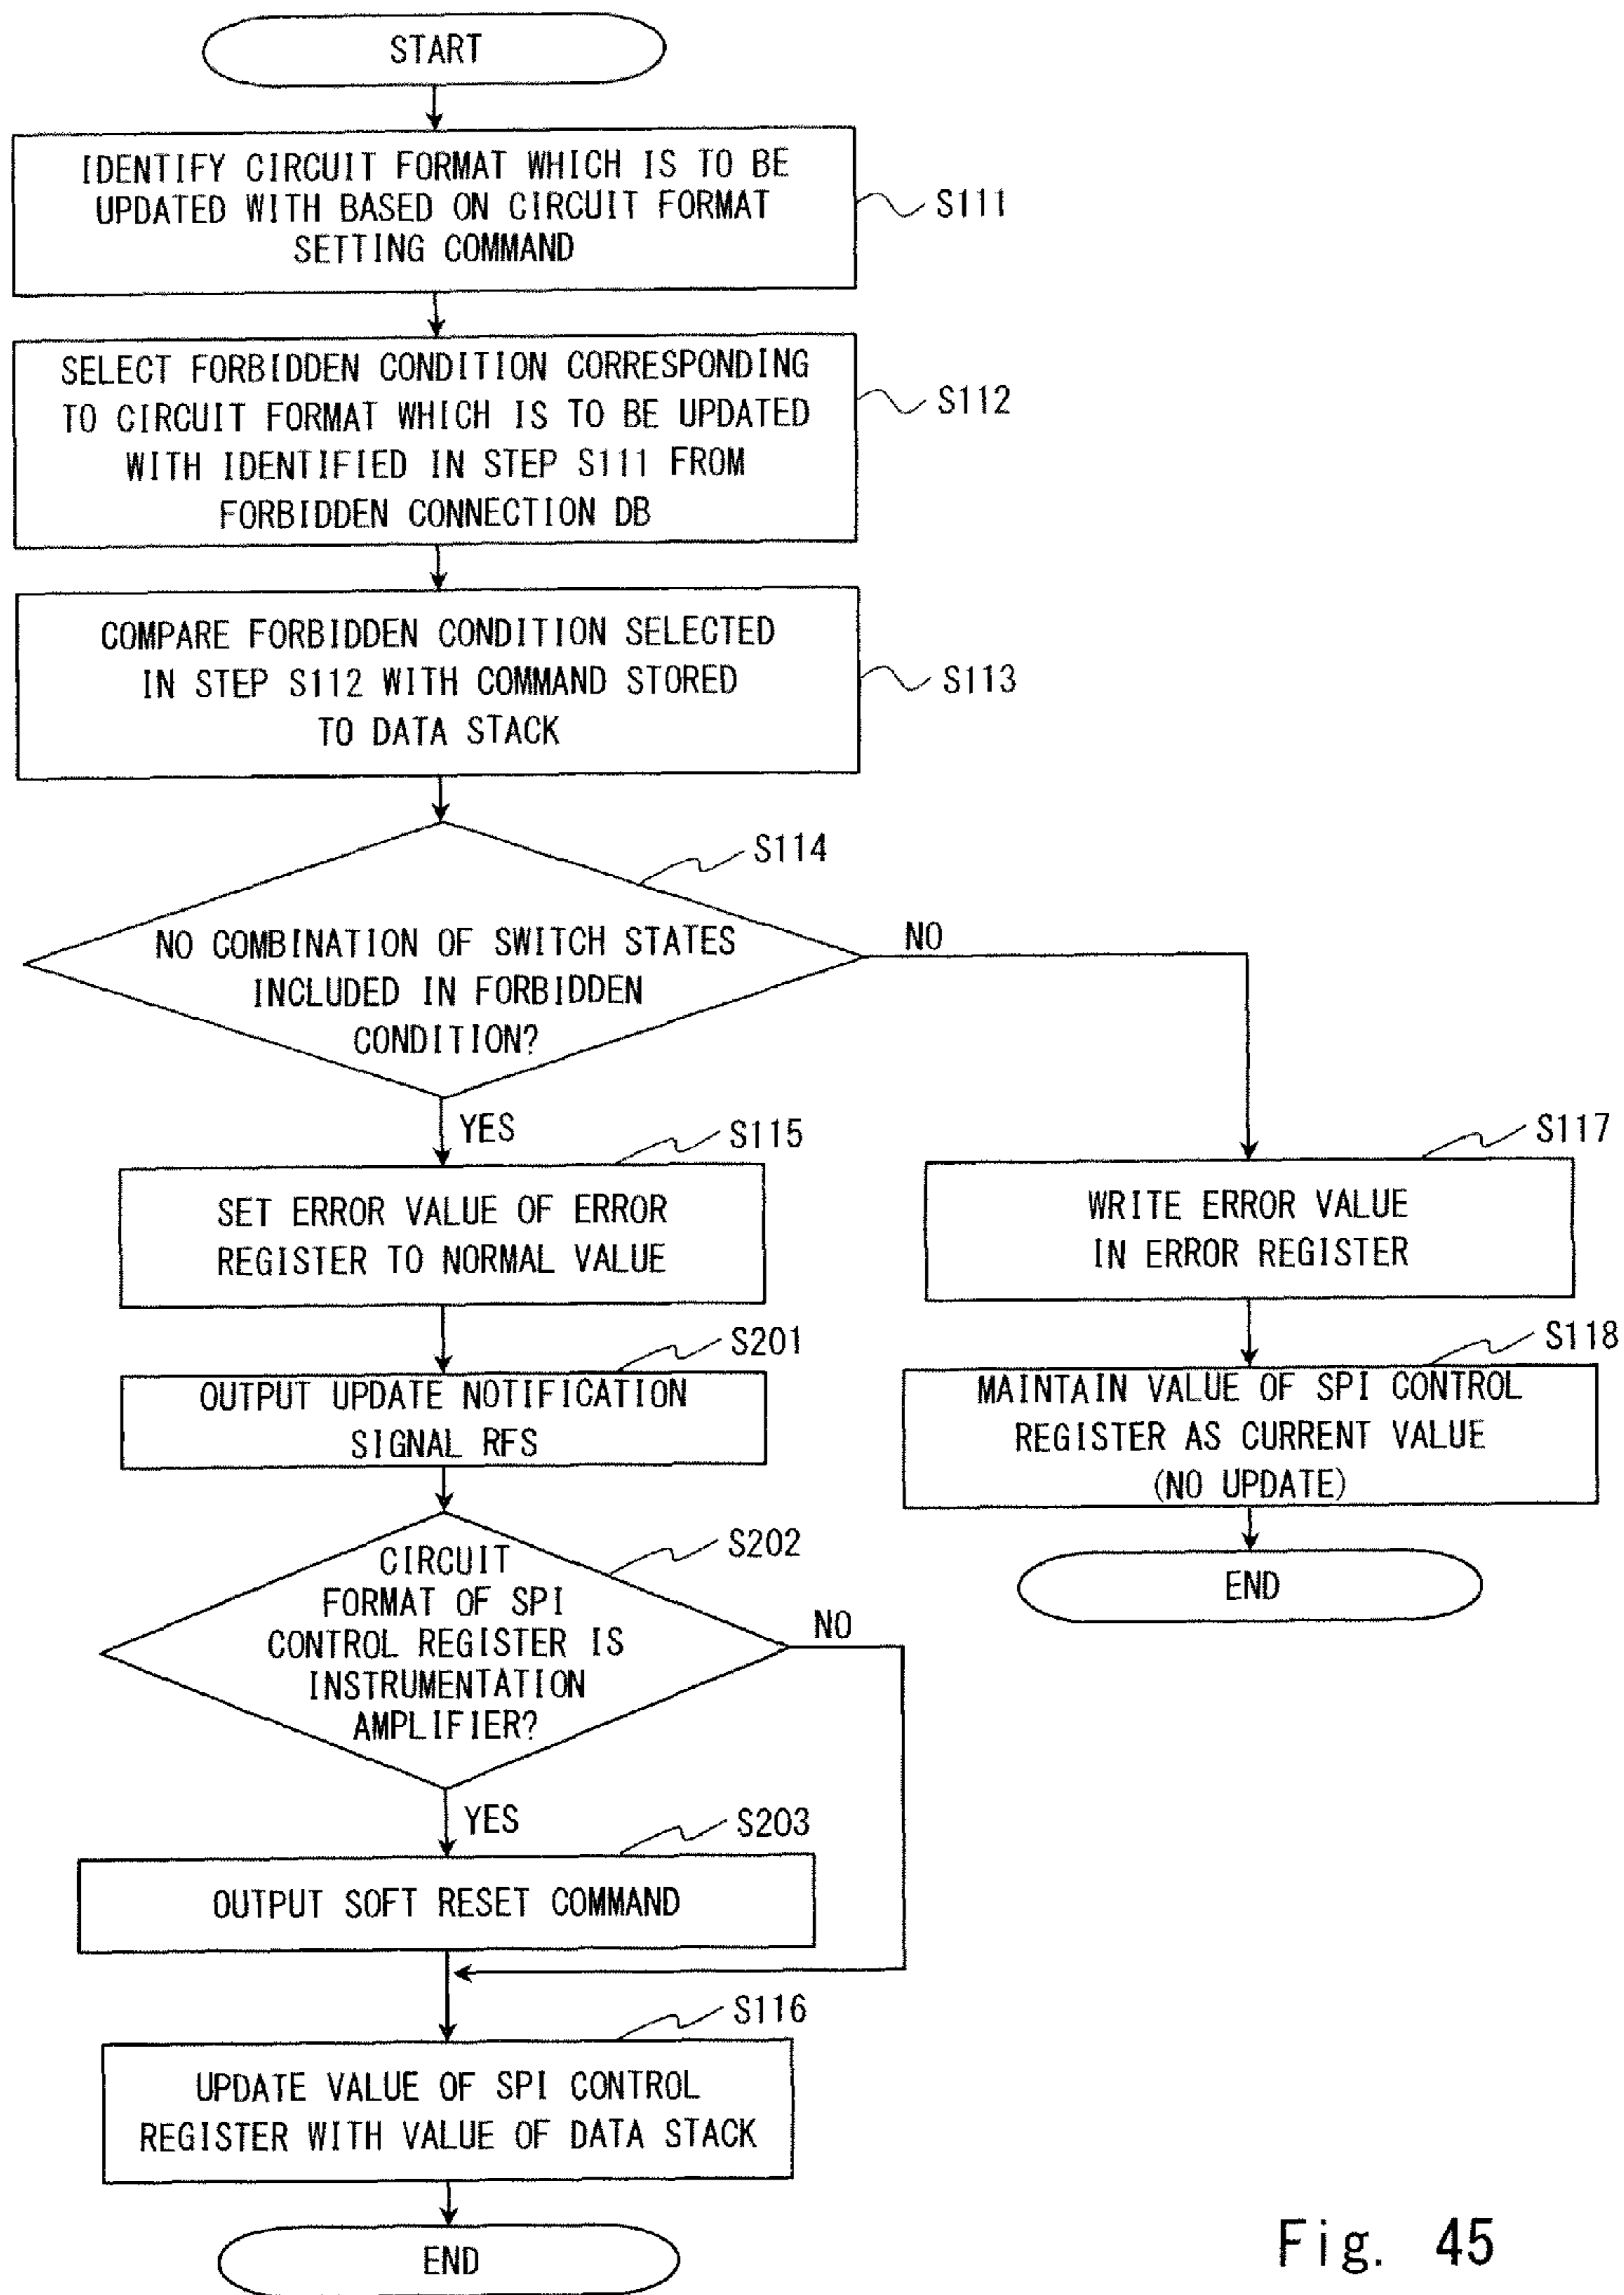 START
IDENTIFY CIRCUIT FORMAT WHICH IS TO BE
UPDATED WITH BASED ON CIRCUIT FORMAT
SETTING COMMAND
S111
SELECT FORBIDDEN CONDITION CORRESPONDING
TO CIRCUIT FORMAT WHICH IS TO BE UPDATED
WITH IDENTIFIED IN STEP S111 FROM
FORBIDDEN CONNECTION DB
S112
COMPARE FORBIDDEN CONDITION SELECTED
IN STEP S112 WITH COMMAND STORED
TO DATA STACK
S113
S114
NO COMBINATION OF SWITCH STATES
INCLUDED IN FORBIDDEN
CONDITION?
NO
YES
S115
SET ERROR VALUE OF ERROR
REGISTER TO NORMAL VALUE
S117
WRITE ERROR VALUE
IN ERROR REGISTER
S201
OUTPUT UPDATE NOTIFICATION
SIGNAL RFS
S118
MAINTAIN VALUE OF SPI CONTROL
REGISTER AS CURRENT VALUE
(NO UPDATE)
END
S202
CIRCUIT
FORMAT OF SPI
CONTROL REGISTER IS
INSTRUMENTATION
AMPLIFIER?
NO
YES
S203
OUTPUT SOFT RESET COMMAND
S116
UPDATE VALUE OF SPI CONTROL
REGISTER WITH VALUE OF DATA STACK
END
Fig. 45